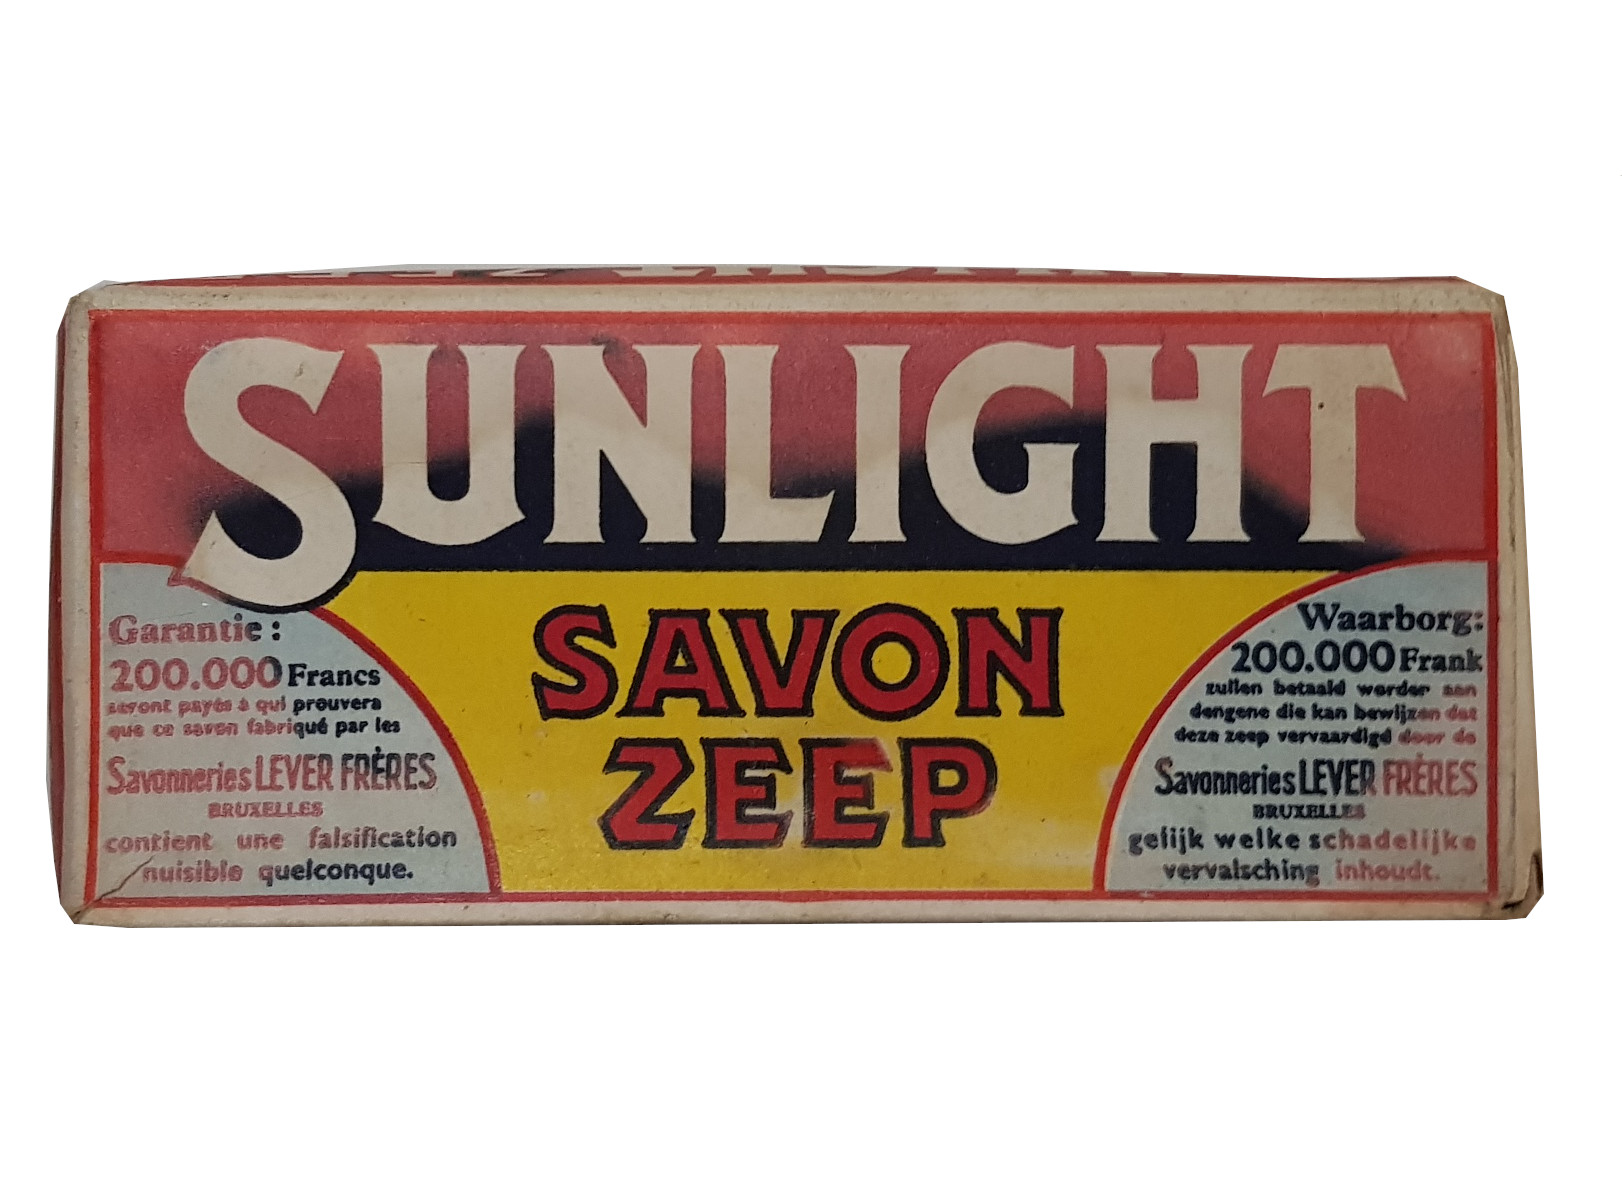 SUNLIGHT
SAVON
ZEEP
Garantie :
200.000 Francs
seront payés à qui prouvera
que ce savon fabriqué par les
Savonneries LEVER FRÈRES
BRUXELLES
contient une falsification
nuisible quelconque.
Waarborg:
200.000 Frank
zullen betaald worden aan
dengene die kan bewijzen dat
deze zeep vervaardigd door de
Savonneries LEVER FRÈRES
BRUXELLES
gelijk welke schadelijke
vervalsching inhoudt.